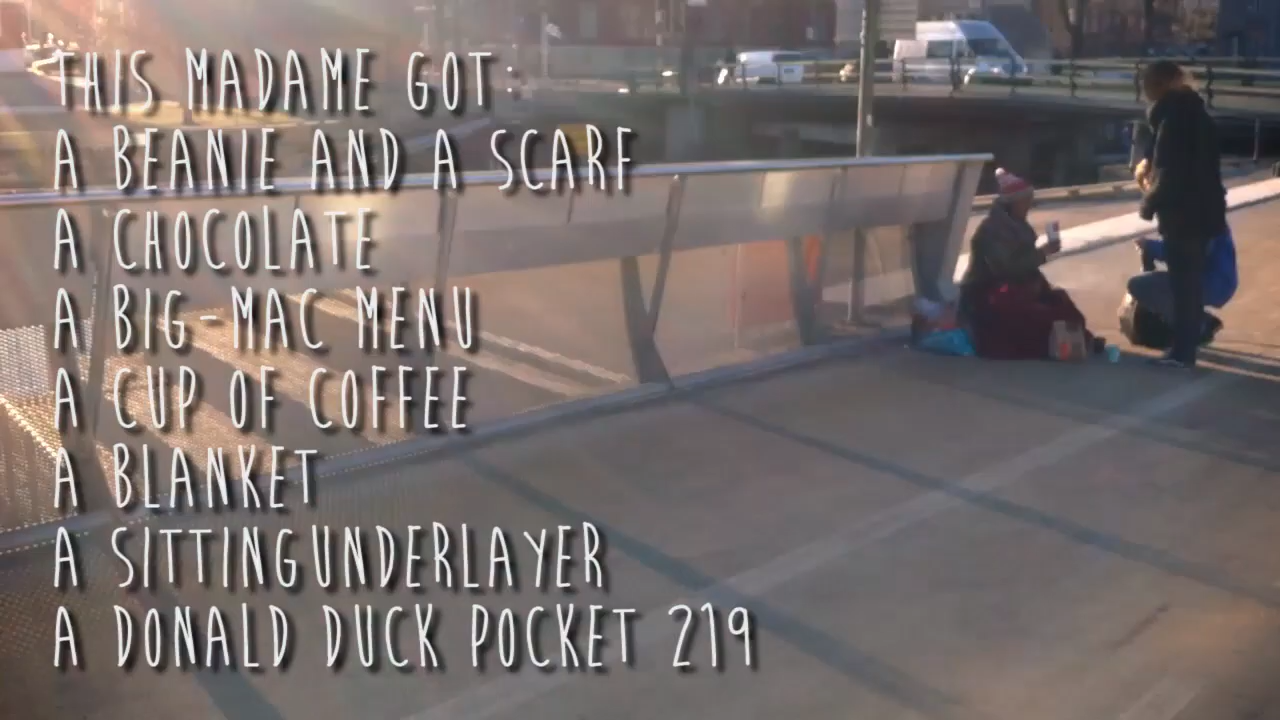 THIS MADAME GOT
A BEANIE AND A SCARF
A CHOCOLATE
A BIG-MAC MENU
A CUP OF COFFEE
A BLANKET
A SITTINGUNDERLAYER
A DONALD DUCK POCKET 219